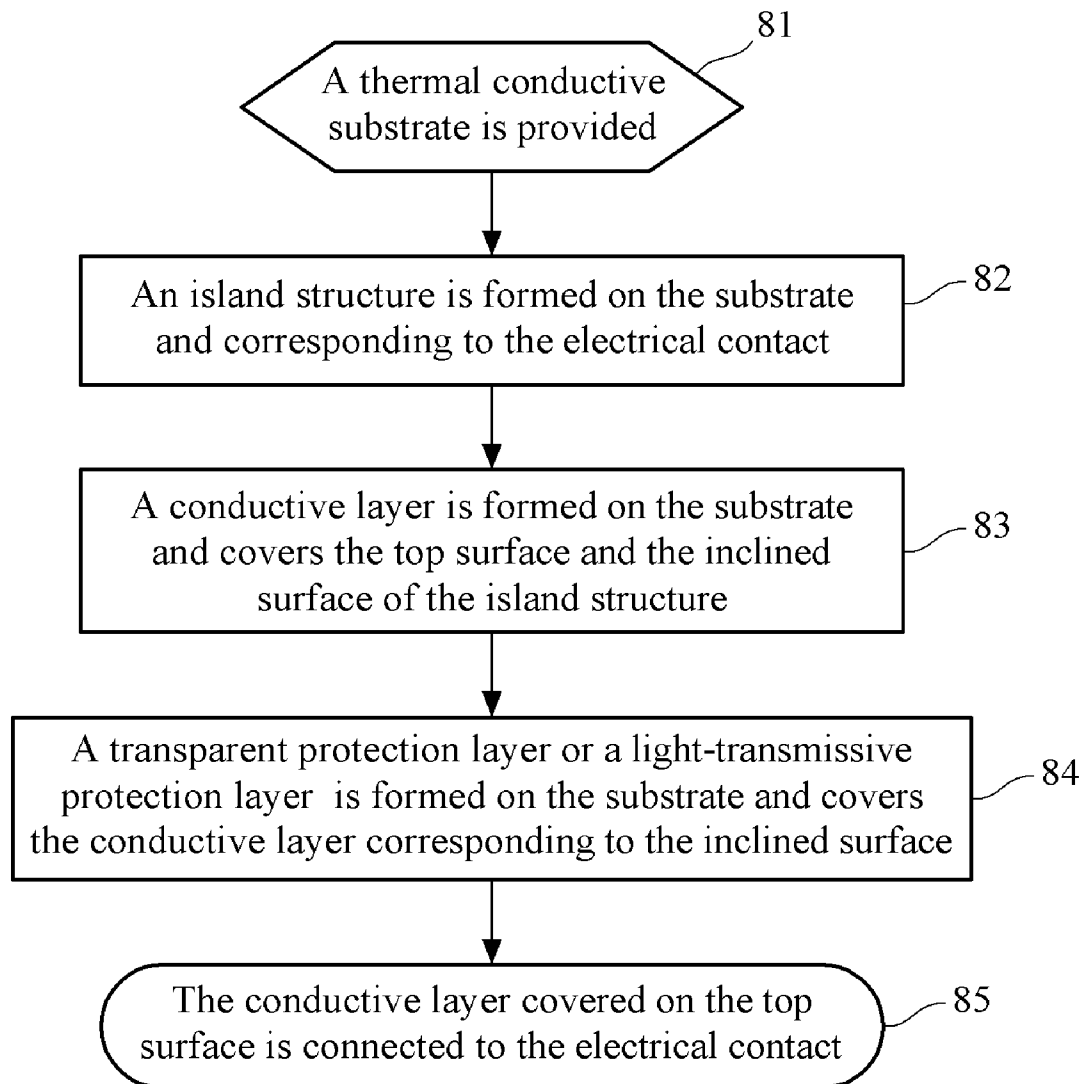 81
A thermal conductive
substrate is provided
82
An island structure is formed on the substrate
and corresponding to the electrical contact
83
A conductive layer is formed on the substrate
and covers the top surface and the inclined
surface of the island structure
84
A transparent protection layer or a light-transmissive
protection layer is formed on the substrate and covers
the conductive layer corresponding to the inclined surface
85
The conductive layer covered on the top
surface is connected to the electrical contact